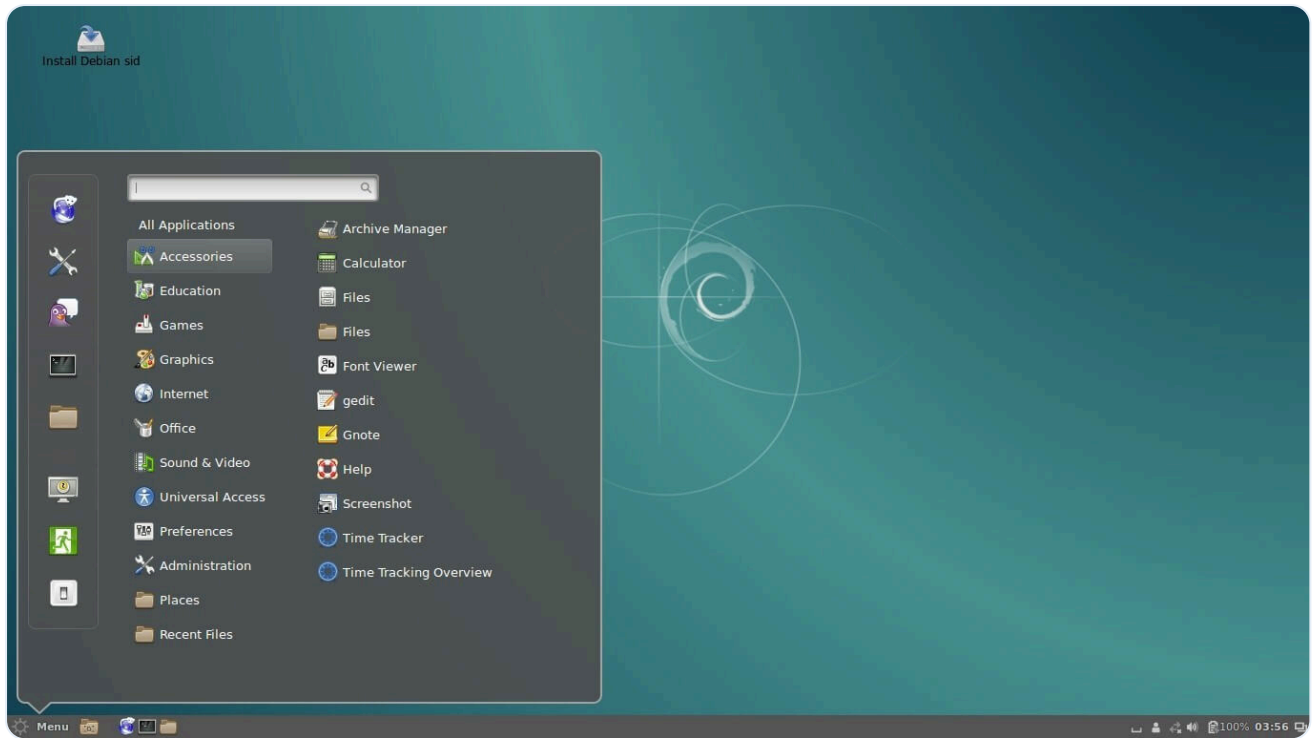 Install Debian sid
All Applications
Accessories
Education
Games
Graphics
Internet
Office
Sound & Video
Universal Access
Preferences
Administration
Places
Recent Files
Archive Manager
Calculator
Files
Files
Font Viewer
gedit
Gnote
Help
Screenshot
Time Tracker
Time Tracking Overview
Menu
100% 03:56